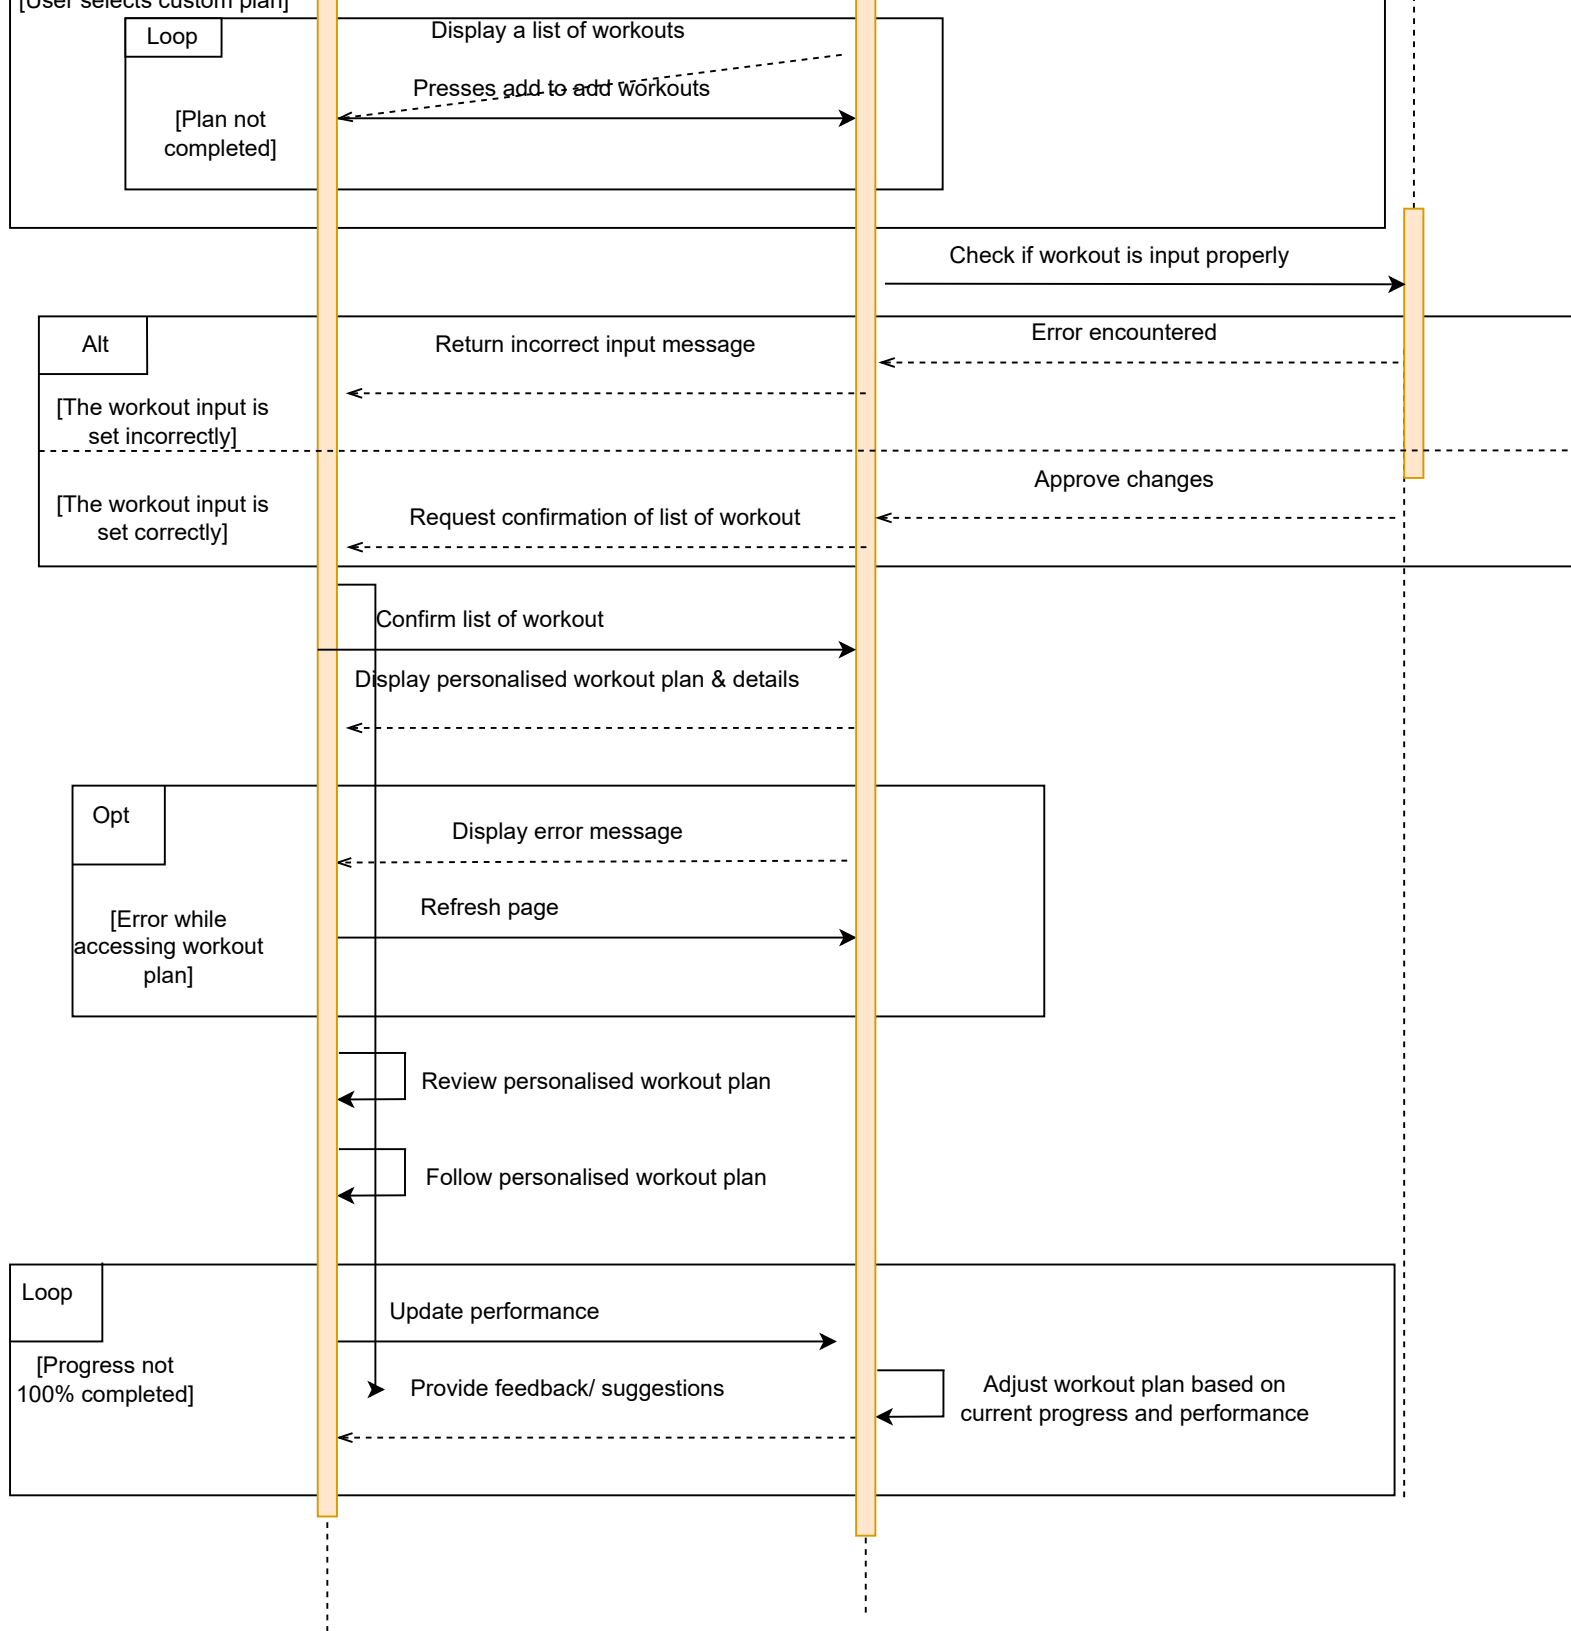 [User selects custom plan]
Loop
Display a list of workouts
Presses add to add workouts
[Plan not
completed]
Check if workout is input properly
Alt
Return incorrect input message
Error encountered
[The workout input is
set incorrectly]
Approve changes
[The workout input is
set correctly]
Request confirmation of list of workout
Confirm list of workout
Display personalised workout plan & details
Opt
Display error message
Refresh page
[Error while
accessing workout
plan]
Review personalised workout plan
Follow personalised workout plan
Loop
Update performance
[Progress not
100% completed]
Provide feedback/ suggestions
Adjust workout plan based on
current progress and performance